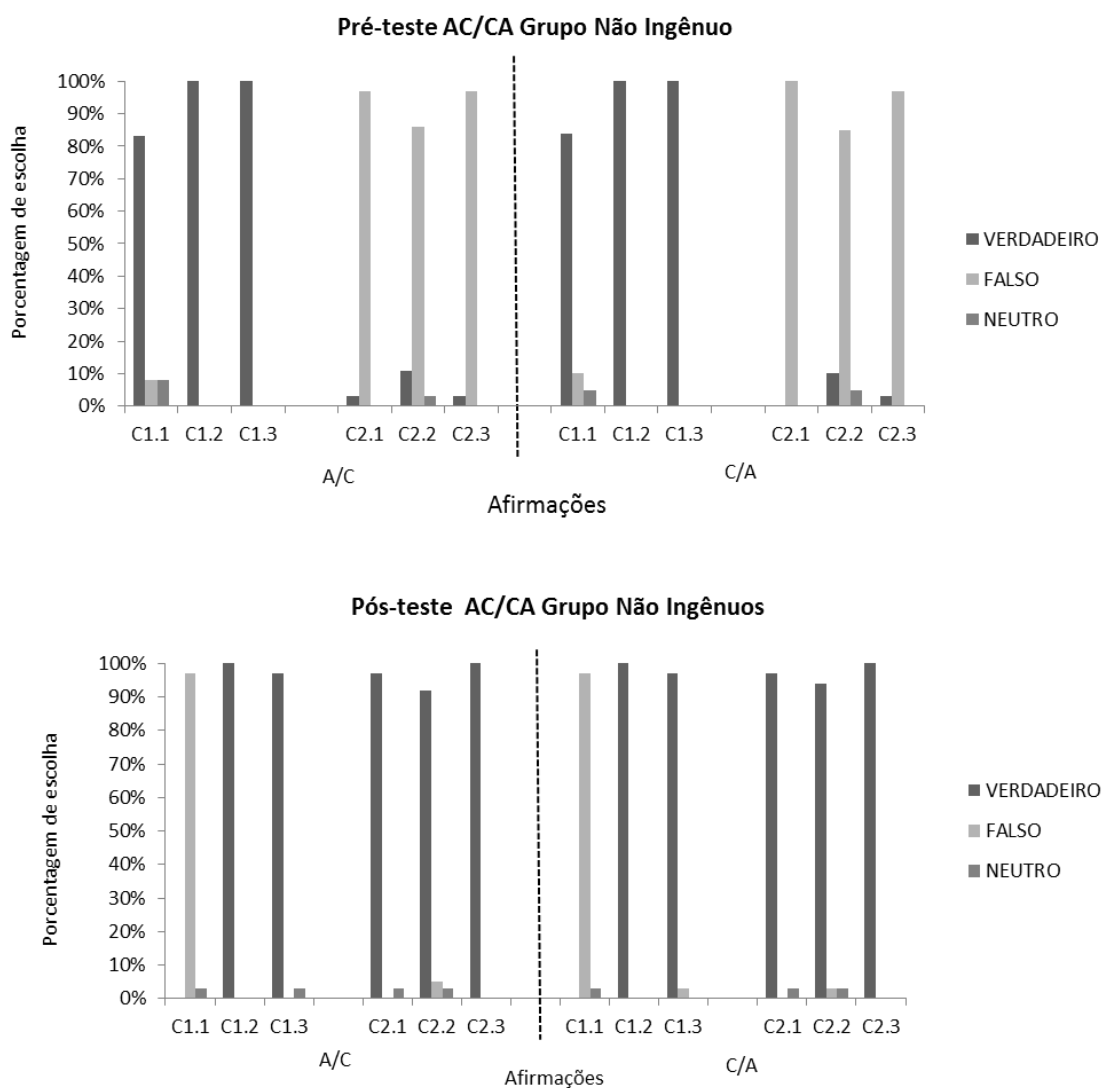 Pré-teste AC/CA Grupo Não Ingênuo
Porcentagem de escolha
100%
90%
80%
70%
60%
50%
40%
30%
20%
10%
0%
C1.1 C1.2 C1.3 C2.1 C2.2 C2.3 C1.1 C1.2 C1.3 C2.1 C2.2 C2.3
A/C C/A
Afirmações
VERDADEIRO
FALSO
NEUTRO
Pós-teste AC/CA Grupo Não Ingênuos
Porcentagem de escolha
100%
90%
80%
70%
60%
50%
40%
30%
20%
10%
0%
C1.1 C1.2 C1.3 C2.1 C2.2 C2.3 C1.1 C1.2 C1.3 C2.1 C2.2 C2.3
A/C C/A
Afirmações
VERDADEIRO
FALSO
NEUTRO